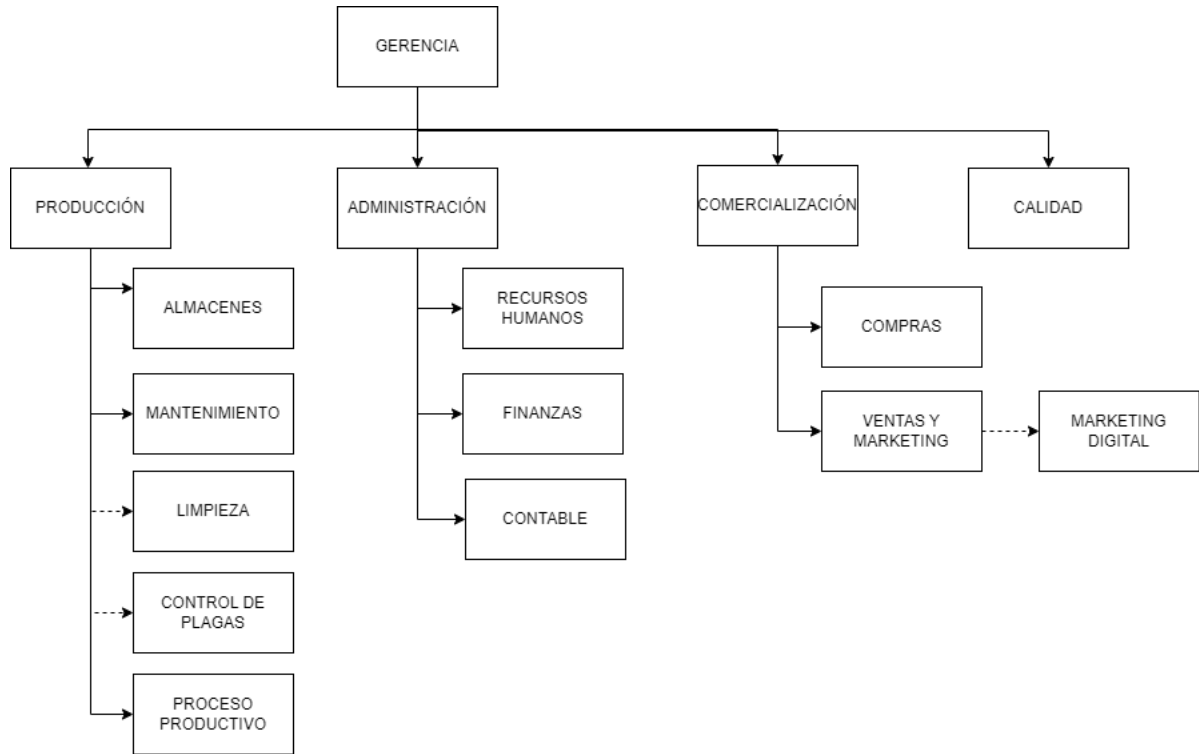 GERENCIA
PRODUCCIÓN
ADMINISTRACIÓN
COMERCIALIZACIÓN
CALIDAD
ALMACENES
MANTENIMIENTO
LIMPIEZA
CONTROL DE
PLAGAS
PROCESO
PRODUCTIVO
RECURSOS
HUMANOS
FINANZAS
CONTABLE
COMPRAS
VENTAS Y
MARKETING
MARKETING
DIGITAL